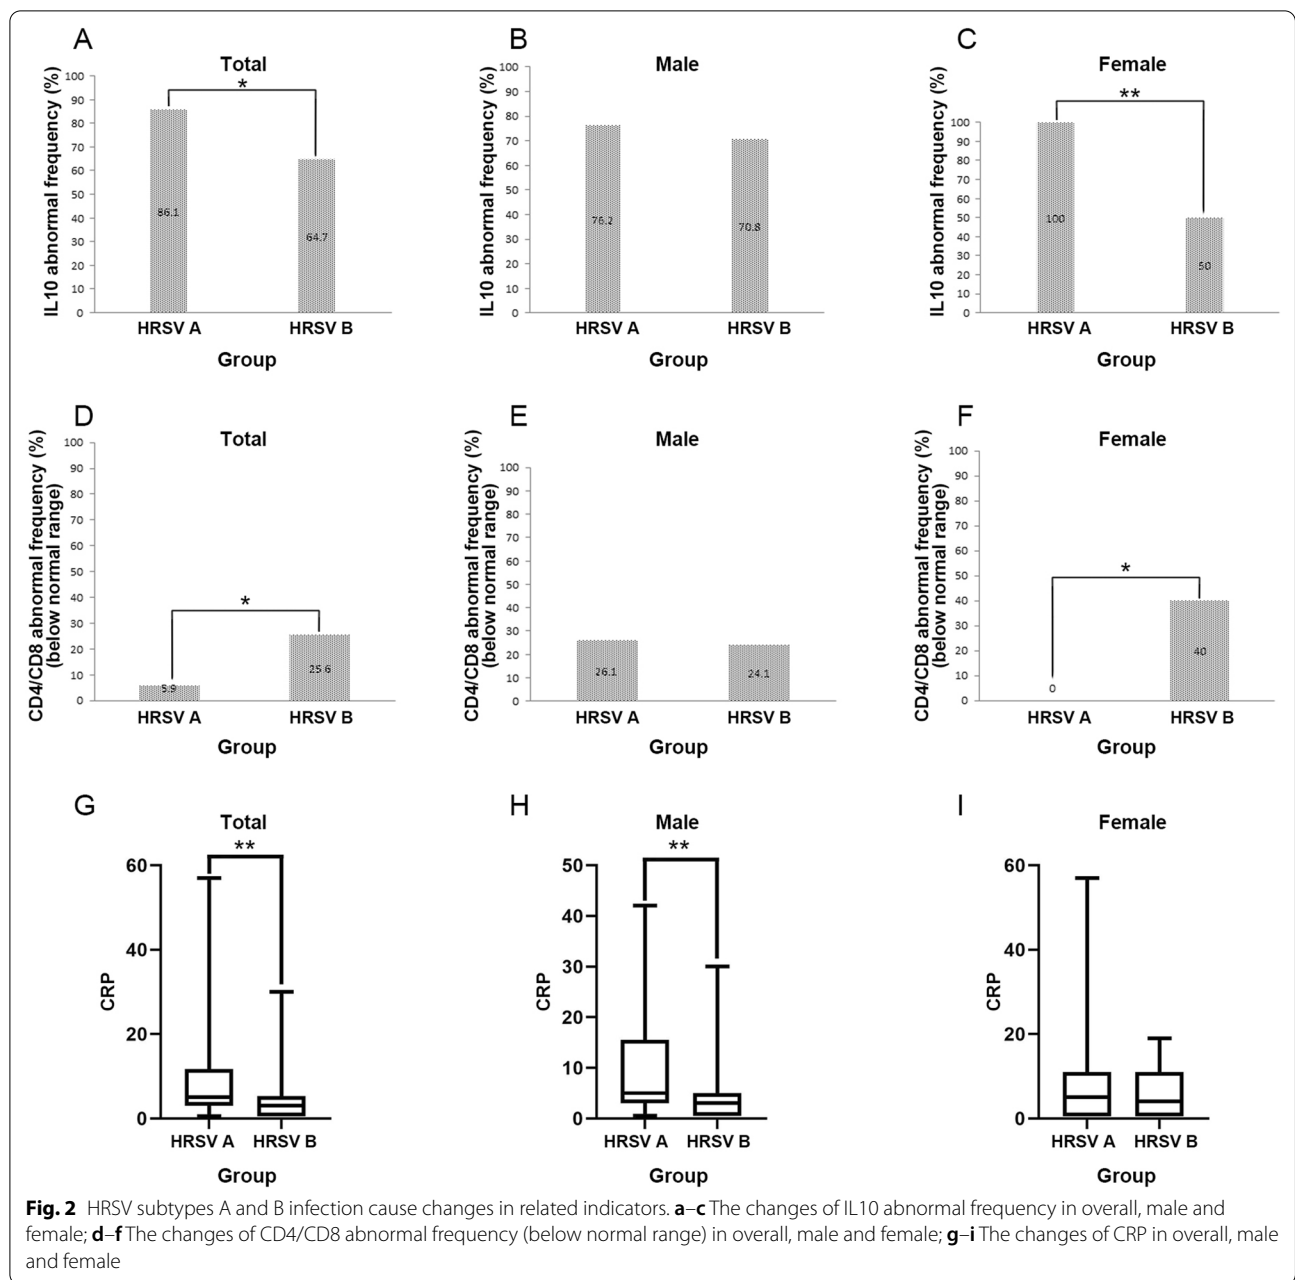 A
Total
IL10 abnormal frequency (%)
100
90
80
70
60
50
40
30
20
10
0
*
86.1
64.7
HRSV A
HRSV B
Group
B
Male
IL10 abnormal frequency (%)
100
90
80
70
60
50
40
30
20
10
0
76.2
70.8
HRSV A
HRSV B
Group
C
Female
IL10 abnormal frequency (%)
100
90
80
70
60
50
40
30
20
10
0
**
100
50
HRSV A
HRSV B
Group
D
Total
CD4/CD8 abnormal frequency (%)
(below normal range)
100
90
80
70
60
50
40
30
20
10
0
*
5.9
25.6
HRSV A
HRSV B
Group
E
Male
CD4/CD8 abnormal frequency (%)
(below normal range)
100
90
80
70
60
50
40
30
20
10
0
26.1
24.1
HRSV A
HRSV B
Group
F
Female
CD4/CD8 abnormal frequency (%)
(below normal range)
100
90
80
70
60
50
40
30
20
10
0
*
0
40
HRSV A
HRSV B
Group
G
Total
**
CRP
60
40
20
0
HRSV A
HRSV B
Group
H
Male
**
CRP
50
40
30
20
10
0
HRSV A
HRSV B
Group
I
Female
CRP
60
40
20
0
HRSV A
HRSV B
Group
Fig. 2 HRSV subtypes A and B infection cause changes in related indicators. a–c The changes of IL10 abnormal frequency in overall, male and
female; d–f The changes of CD4/CD8 abnormal frequency (below normal range) in overall, male and female; g–i The changes of CRP in overall, male
and female